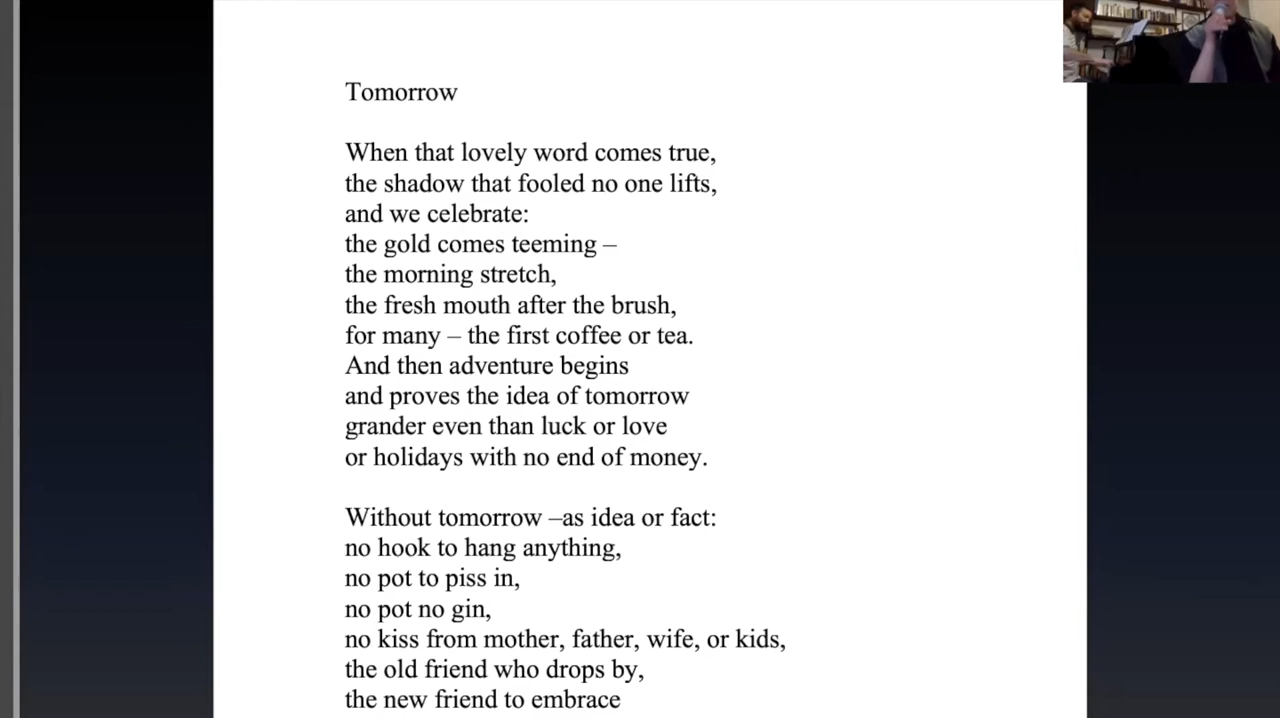 Tomorrow
When that lovely word comes true,
the shadow that fooled no one lifts,
and we celebrate:
the gold comes teeming –
the morning stretch,
the fresh mouth after the brush,
for many – the first coffee or tea.
And then adventure begins
and proves the idea of tomorrow
grander even than luck or love
or holidays with no end of money.
Without tomorrow –as idea or fact:
no hook to hang anything,
no pot to piss in,
no pot no gin,
no kiss from mother, father, wife, or kids,
the old friend who drops by,
the new friend to embrace